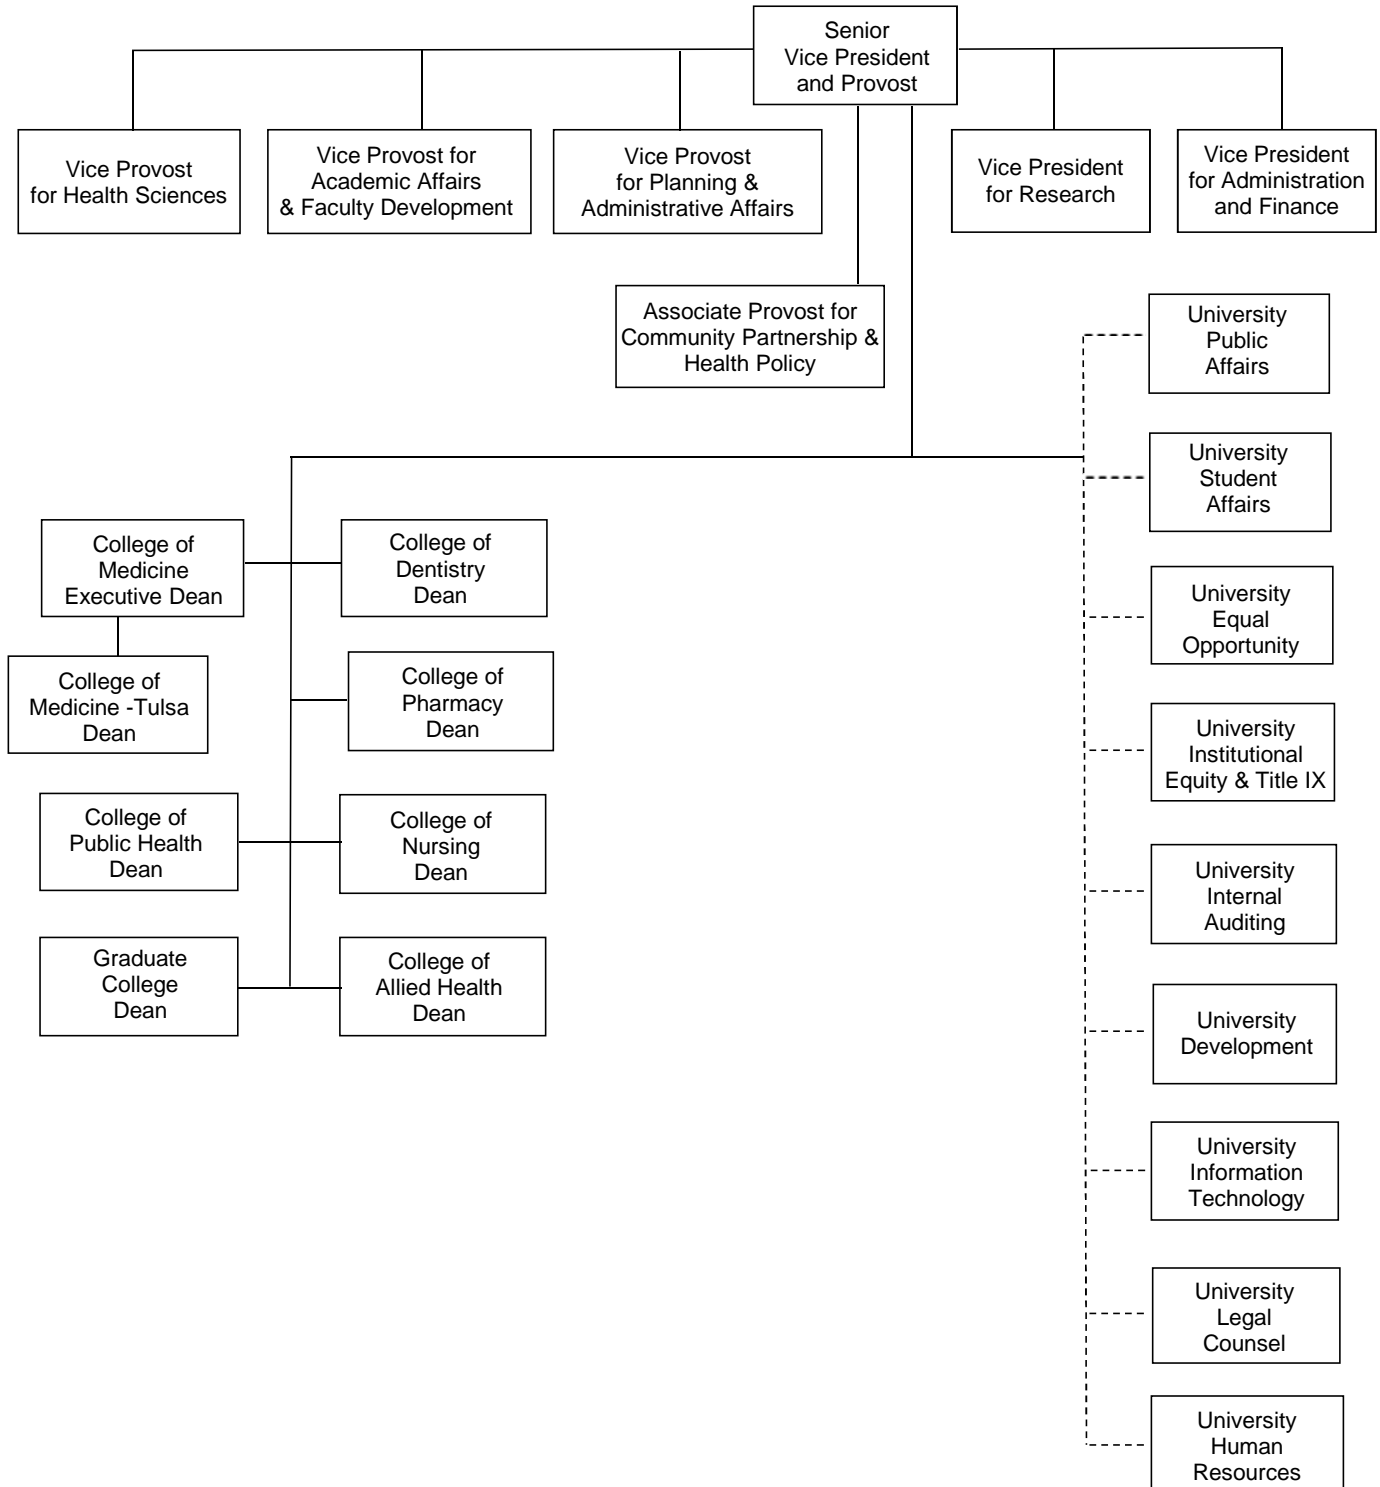 Senior
Vice President
and Provost
Vice Provost
for Health Sciences
Vice Provost for
Academic Affairs
& Faculty Development
Vice Provost
for Planning &
Administrative Affairs
Vice President
for Research
Vice President
for Administration
and Finance
Associate Provost for
Community Partnership &
Health Policy
University
Public
Affairs
University
Student
Affairs
College of
Medicine
Executive Dean
College of
Dentistry
Dean
University
Equal
Opportunity
College of
Medicine -Tulsa
Dean
College of
Pharmacy
Dean
University
Institutional
Equity & Title IX
College of
Public Health
Dean
College of
Nursing
Dean
University
Internal
Auditing
Graduate
College
Dean
College of
Allied Health
Dean
University
Development
University
Information
Technology
University
Legal
Counsel
University
Human
Resources